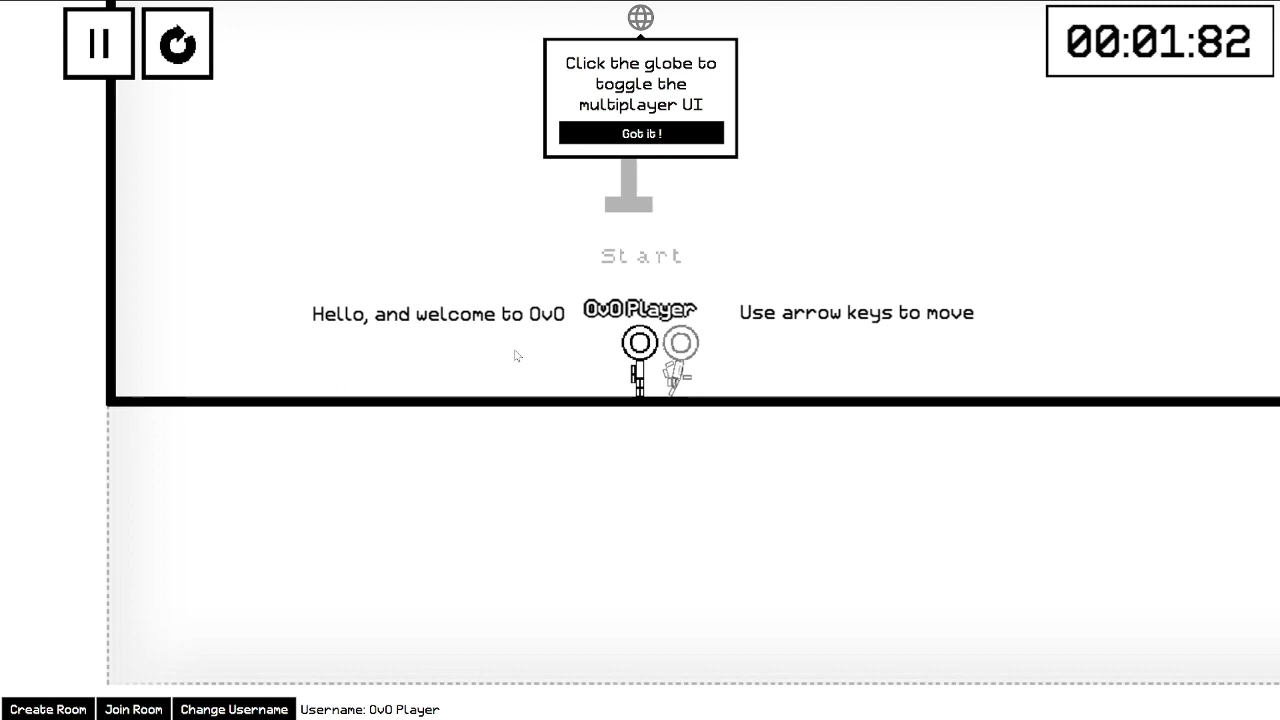 00:01:82
Click the globe to
toggle the
multiplayer UI
Got it !
1
Start
Hello, and welcome to OvO
OvO Player
Use arrow keys to move
Create Room
Join Room
Change Username
Username: OvO Player